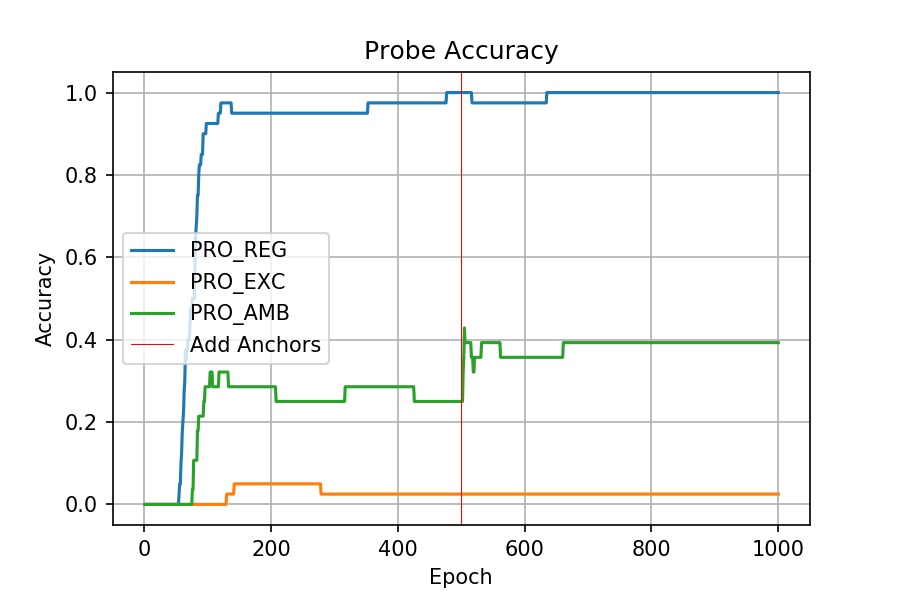 Probe Accuracy
Accuracy
1.0
0.8
0.6
0.4
0.2
0.0
PRO_REG
PRO_EXC
PRO_AMB
Add Anchors
0 200 400 600 800 1000
Epoch